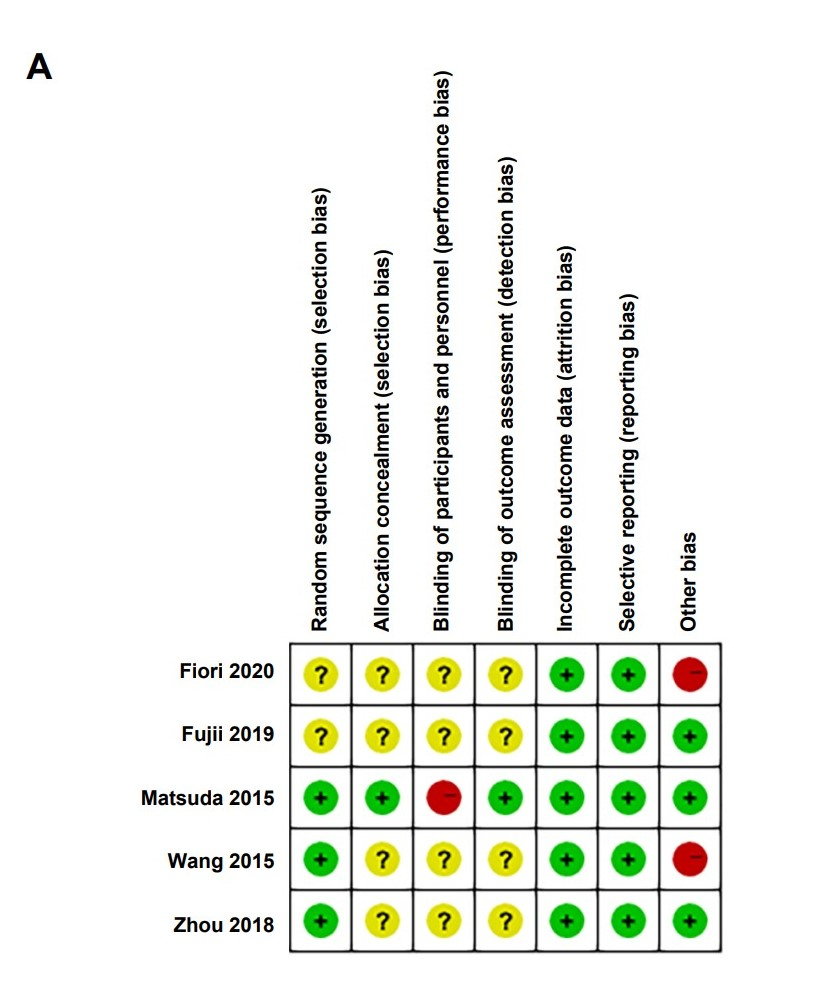 A
Random sequence generation (selection bias)
Allocation concealment (selection bias)
Blinding of participants and personnel (performance bias)
Blinding of outcome assessment (detection bias)
Incomplete outcome data (attrition bias)
Selective reporting (reporting bias)
Other bias
Fiori 2020 ? ? ? ? + + −
Fujii 2019 ? ? ? ? + + +
Matsuda 2015 + + − + + + +
Wang 2015 + ? ? ? + + −
Zhou 2018 + ? ? ? + + +